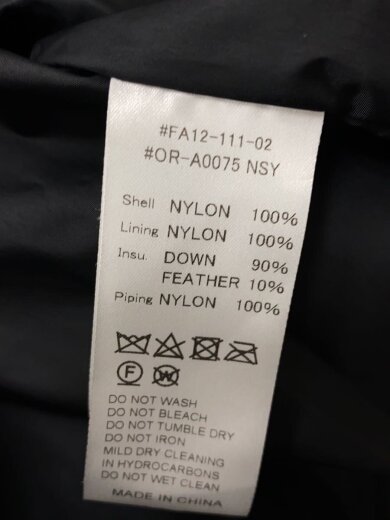 #FA12-111-02
#OR-A0075 NSY
Shell NYLON 100%
Lining NYLON 100%
Insu. DOWN 90%
FEATHER 10%
Piping NYLON 100%
F W
DO NOT WASH
DO NOT BLEACH
DO NOT TUMBLE DRY
DO NOT IRON
MILD DRY CLEANING
IN HYDROCARBONS
DO NOT WET CLEAN
MADE IN CHINA